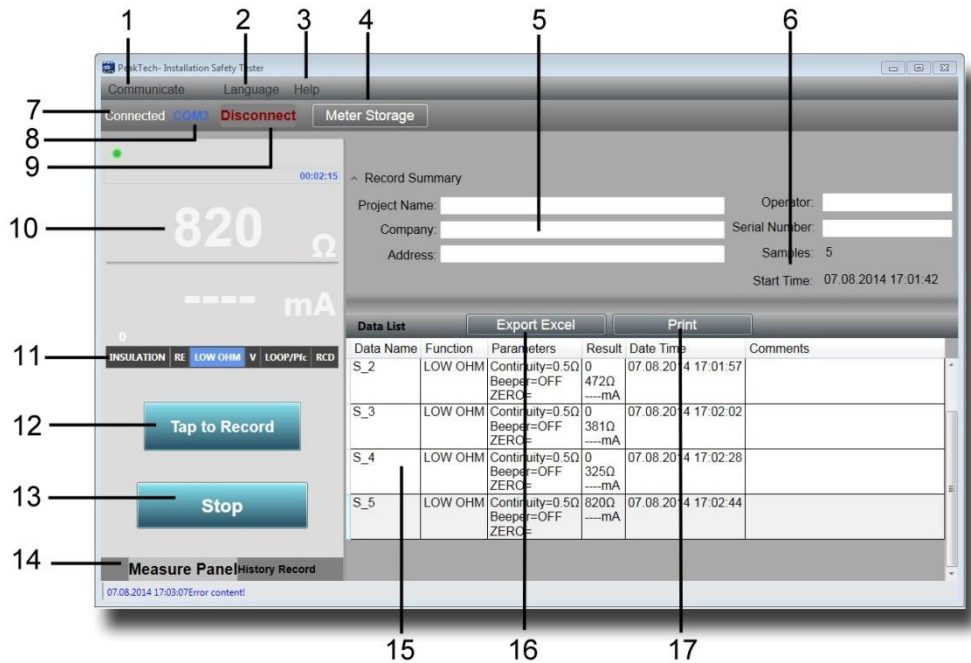 1 2 3 4 5 6
PeakTech- Installation Safety Tester
Communicate Language Help
7 Connected COM3 Disconnect Meter Storage
8
9
00:02:15
Record Summary
Project Name: Operator:
Company: Serial Number:
Address: Samples: 5
Start Time: 07.08.2014 17:01:42
10 820 Ω
---- mA
0
Data List Export Excel Print
11 INSULATION RE LOW OHM V LOOP/Pfc RCD
Data Name Function Parameters Result Date Time Comments
S_2 LOW OHM Continuity=0.5Ω 0 07.08.2014 17:01:57
Beeper=OFF 472Ω
ZERO= ----mA
S_3 LOW OHM Continuity=0.5Ω 0 07.08.2014 17:02:02
Beeper=OFF 381Ω
ZERO= ----mA
S_4 LOW OHM Continuity=0.5Ω 0 07.08.2014 17:02:28
Beeper=OFF 325Ω
ZERO= ----mA
S_5 LOW OHM Continuity=0.5Ω 820Ω 07.08.2014 17:02:44
Beeper=OFF ----mA
ZERO=
12 Tap to Record
13 Stop
14 Measure Panel History Record
07.08.2014 17:03:07Error content!
15 16 17